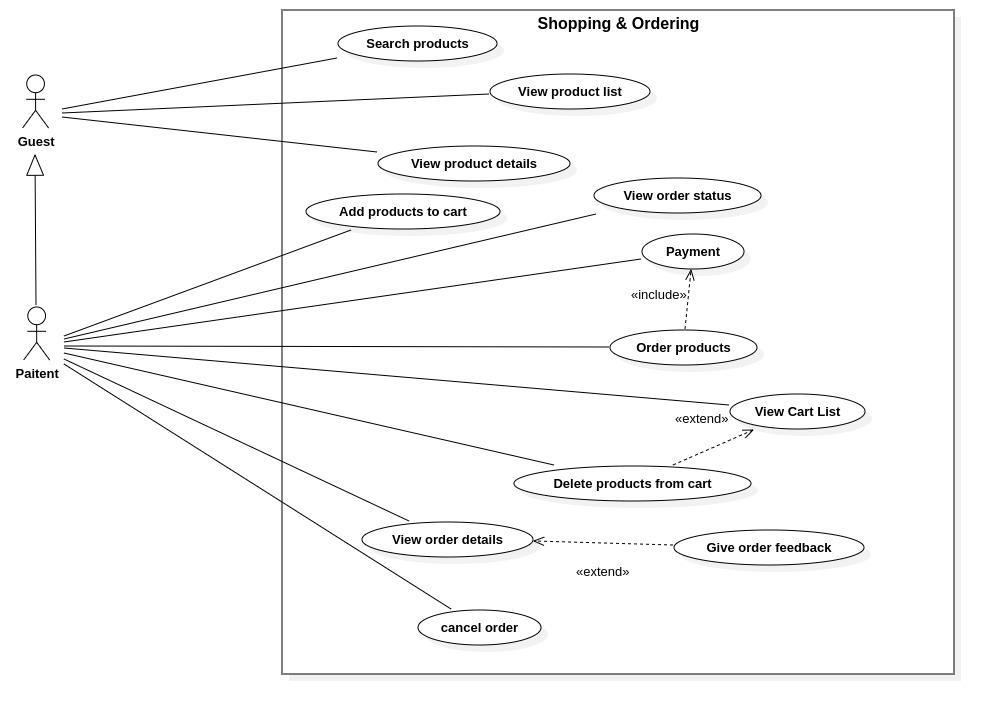 Shopping & Ordering
Search products
View product list
Guest
View product details
View order status
Add products to cart
Payment
«include»
Order products
Paitent
View Cart List
«extend»
Delete products from cart
View order details
Give order feedback
«extend»
cancel order